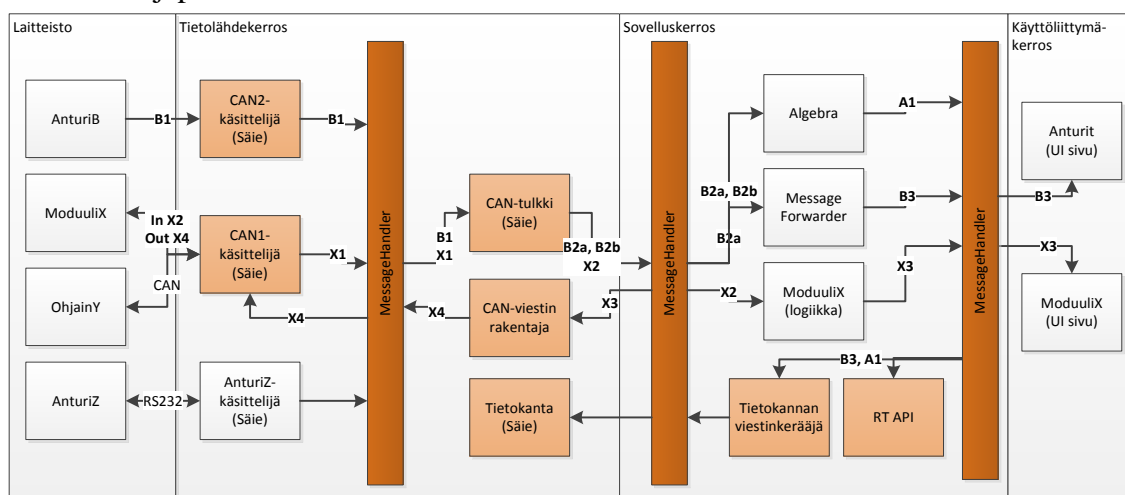 Laitteisto
Tietolähdekerros
Sovelluskerros
Käyttöliittymä-
kerros
AnturiB
B1
CAN2-
käsittelijä
(Säie)
B1
ModuuliX
In X2
Out X4
CAN
OhjainY
CAN1-
käsittelijä
(Säie)
X1
X4
AnturiZ
RS232
AnturiZ-
käsittelijä
(Säie)
MessageHandler
B1
X1
CAN-tulkki
(Säie)
B2a, B2b
X2
X4
CAN-viestin
rakentaja
X3
Tietokanta
(Säie)
MessageHandler
B2a, B2b
B2a
Algebra
A1
Message
Forwarder
B3
X2
ModuuliX
(logiikka)
X3
B3, A1
Tietokannan
viestinkerääjä
RT API
MessageHandler
B3
X3
Anturit
(UI sivu)
ModuuliX
(UI sivu)